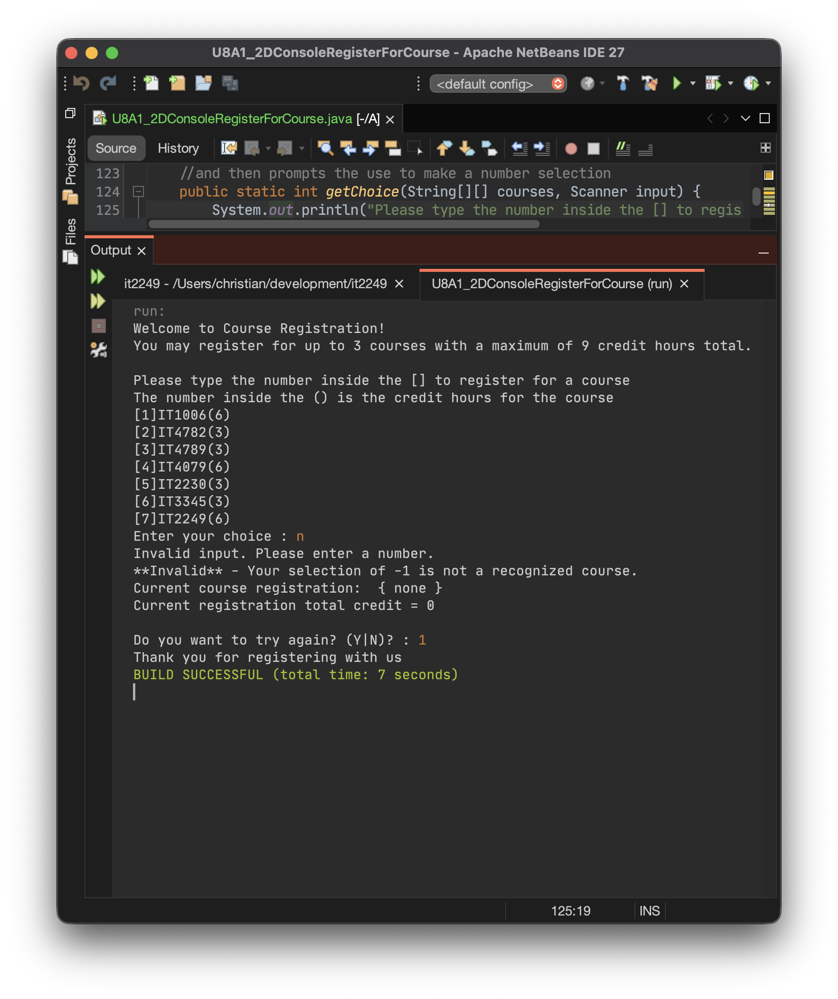 U8A1_2DConsoleRegisterForCourse - Apache NetBeans IDE 27
<default config>
U8A1_2DConsoleRegisterForCourse.java [-/A]
Projects
Files
Source History
123 //and then prompts the use to make a number selection
124 public static int getChoice(String[][] courses, Scanner input) {
125 System.out.println("Please type the number inside the [] to regis
Output
it2249 - /Users/christian/development/it2249
U8A1_2DConsoleRegisterForCourse (run)
run:
Welcome to Course Registration!
You may register for up to 3 courses with a maximum of 9 credit hours total.
Please type the number inside the [] to register for a course
The number inside the () is the credit hours for the course
[1]IT1006(6)
[2]IT4782(3)
[3]IT4789(3)
[4]IT4079(6)
[5]IT2230(3)
[6]IT3345(3)
[7]IT2249(6)
Enter your choice : n
Invalid input. Please enter a number.
**Invalid** - Your selection of -1 is not a recognized course.
Current course registration:  { none }
Current registration total credit = 0
Do you want to try again? (Y|N)? : 1
Thank you for registering with us
BUILD SUCCESSFUL (total time: 7 seconds)
125:19 INS